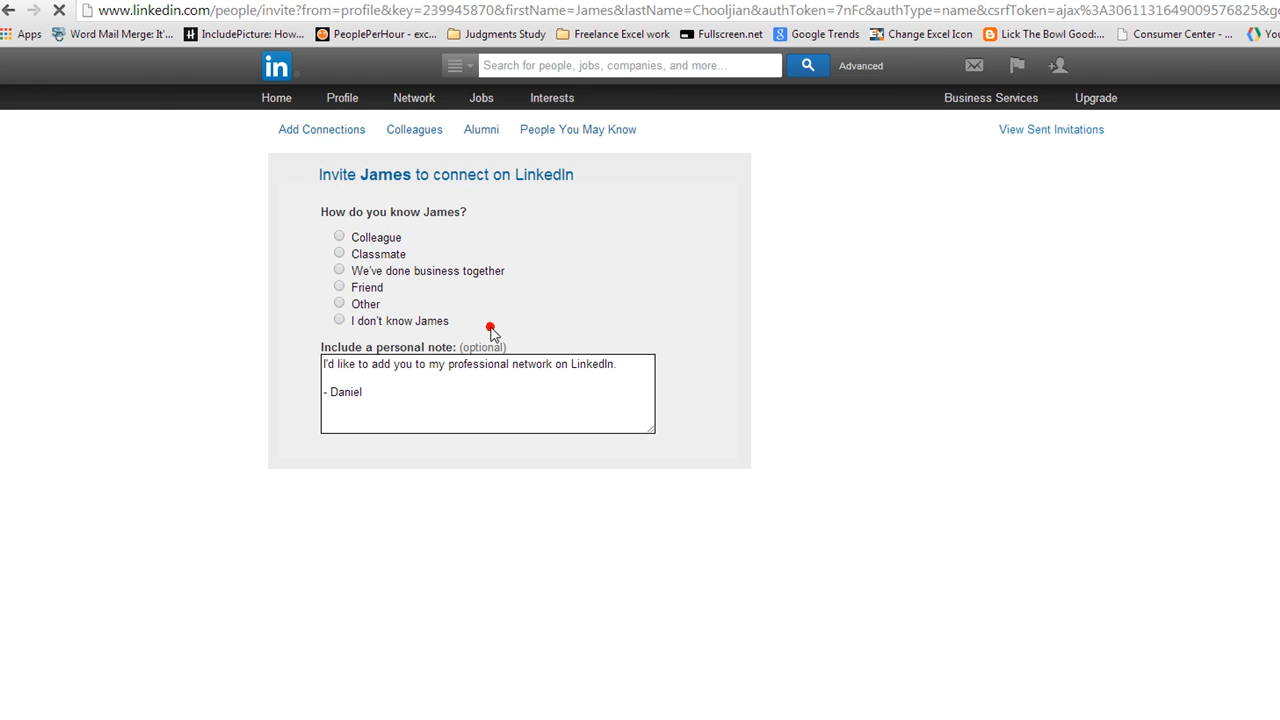 www.linkedin.com/people/invite?from=profile&key=239945870&firstName=James&lastName=Chooljian&authToken=7nFc&authType=name&csrfToken=ajax%3A0611316490095768​25&g
Apps Word Mail Merge: It'... IncludePicture: How... PeoplePerHour - exc... Judgments Study Freelance Excel work Fullscreen.net Google Trends Change Excel Icon Lick The Bowl Good:... Consumer Center - ... You
in Search for people, jobs, companies, and more... Advanced
Home Profile Network Jobs Interests Business Services Upgrade
Add Connections Colleagues Alumni People You May Know View Sent Invitations
Invite James to connect on LinkedIn
How do you know James?
Colleague
Classmate
We've done business together
Friend
Other
I don't know James
Include a personal note: (optional)
I'd like to add you to my professional network on LinkedIn.
- Daniel